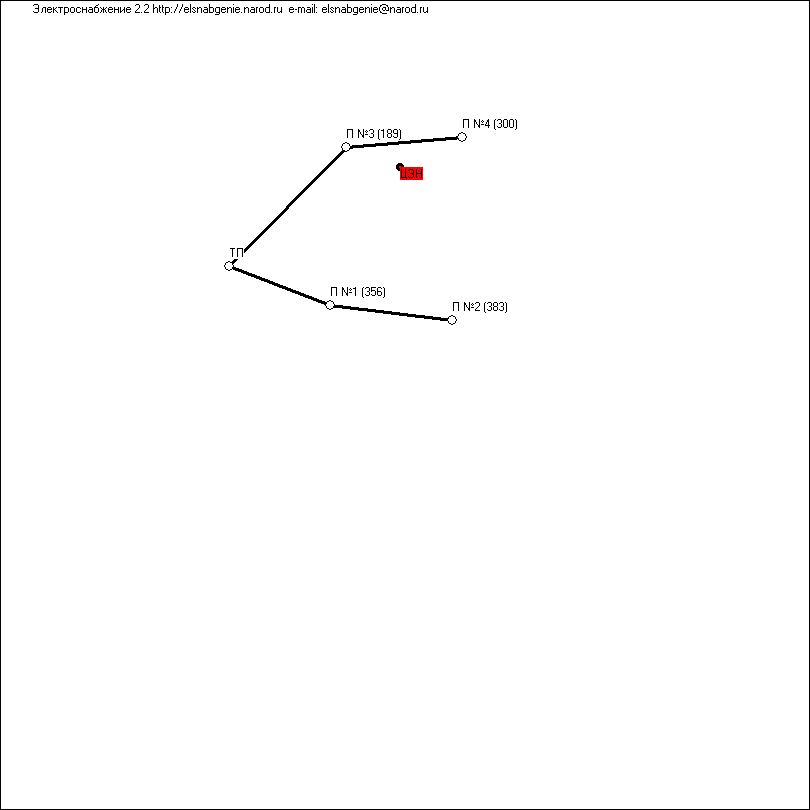 Электроснабжение 2.2 http://elsnabgenie.narod.ru e-mail: elsnabgenie@narod.ru
П №4 (300)
П №3 (189)
ЦЭН
ТП
П №1 (356)
П №2 (383)